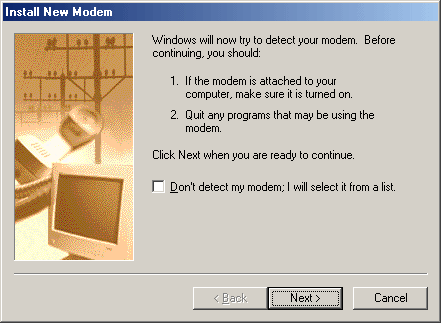 Install New Modem
Windows will now try to detect your modem. Before
continuing, you should:
1. If the modem is attached to your
computer, make sure it is turned on.
2. Quit any programs that may be using the
modem.
Click Next when you are ready to continue.
Don't detect my modem; I will select it from a list.
< Back
Next >
Cancel